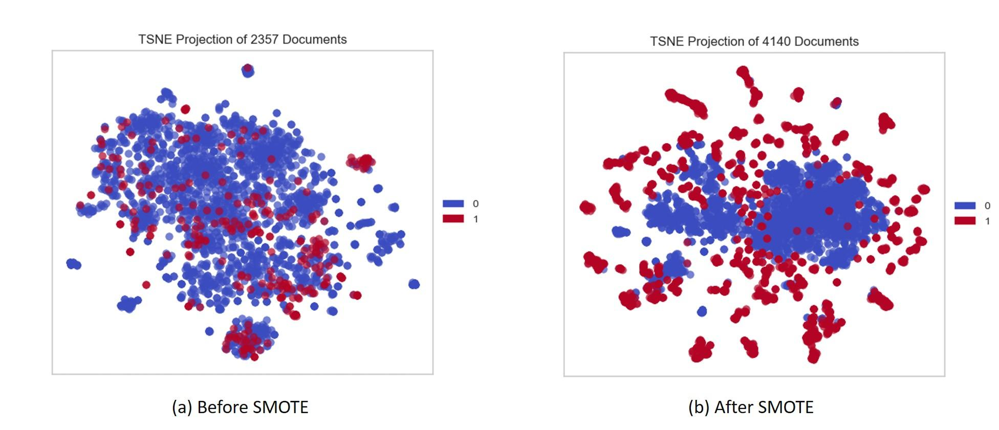 TSNE Projection of 2357 Documents
0
1
(a) Before SMOTE
TSNE Projection of 4140 Documents
0
1
(b) After SMOTE